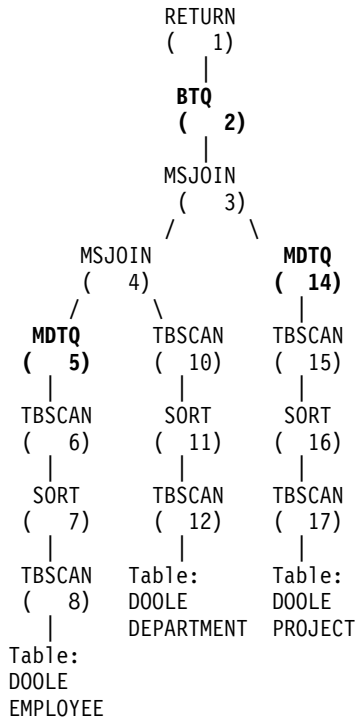 RETURN
( 1)
|
BTQ
( 2)
|
MSJOIN
( 3)
/ \
MSJOIN MDTQ
( 4) ( 14)
/ \ |
MDTQ TBSCAN TBSCAN
( 5) ( 10) ( 15)
| | |
TBSCAN SORT SORT
( 6) ( 11) ( 16)
| | |
SORT TBSCAN TBSCAN
( 7) ( 12) ( 17)
| | |
TBSCAN Table: Table:
( 8) DOOLE DOOLE
| DEPARTMENT PROJECT
Table:
DOOLE
EMPLOYEE